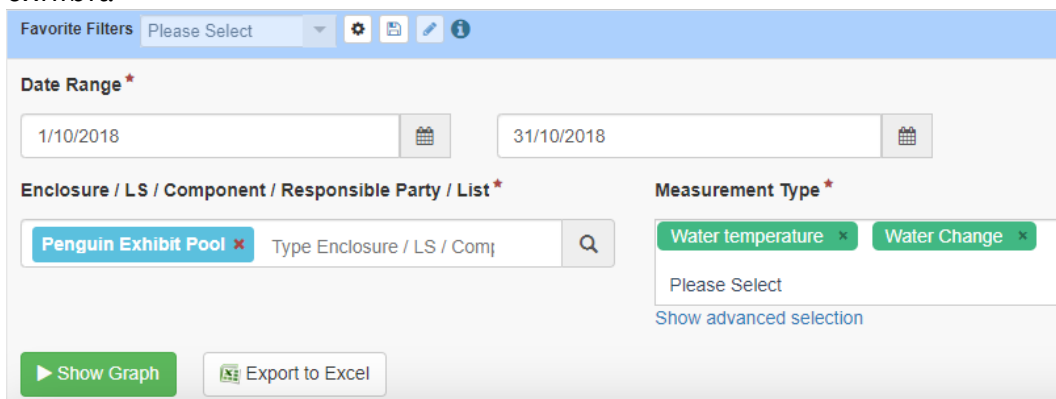 Favorite Filters Please Select
Date Range *
1/10/2018 31/10/2018
Enclosure / LS / Component / Responsible Party / List * Measurement Type *
Penguin Exhibit Pool × Type Enclosure / LS / Comp Water temperature × Water Change ×
Please Select
Show advanced selection
Show Graph Export to Excel